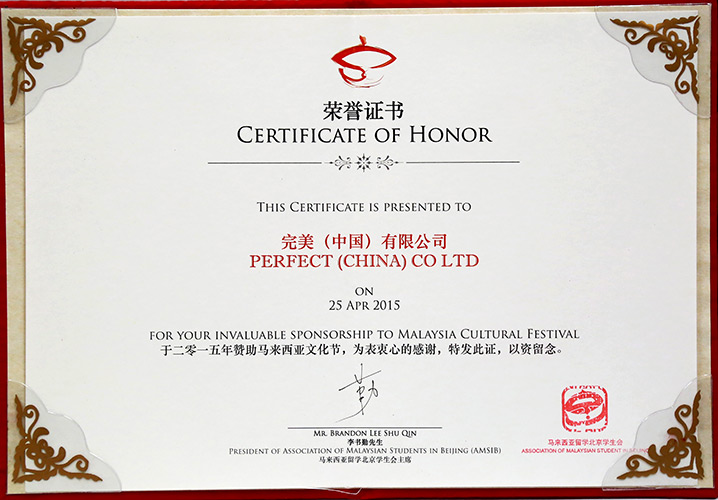 荣誉证书
CERTIFICATE OF HONOR
THIS CERTIFICATE IS PRESENTED TO
完美（中国）有限公司
PERFECT (CHINA) CO LTD
ON
25 APR 2015
FOR YOUR INVALUABLE SPONSORSHIP TO MALAYSIA CULTURAL FESTIVAL
于二零一五年赞助马来西亚文化节，为表衷心的感谢，特发此证，以资留念。
MR. BRANDON LEE SHU QIN
李书勤先生
PRESIDENT OF ASSOCIATION OF MALAYSIAN STUDENTS IN BEIJING (AMSIB)
马来西亚留学北京学生会主席
马来西亚留学北京学生会
ASSOCIATION OF MALAYSIAN STUDENT IN BEIJING